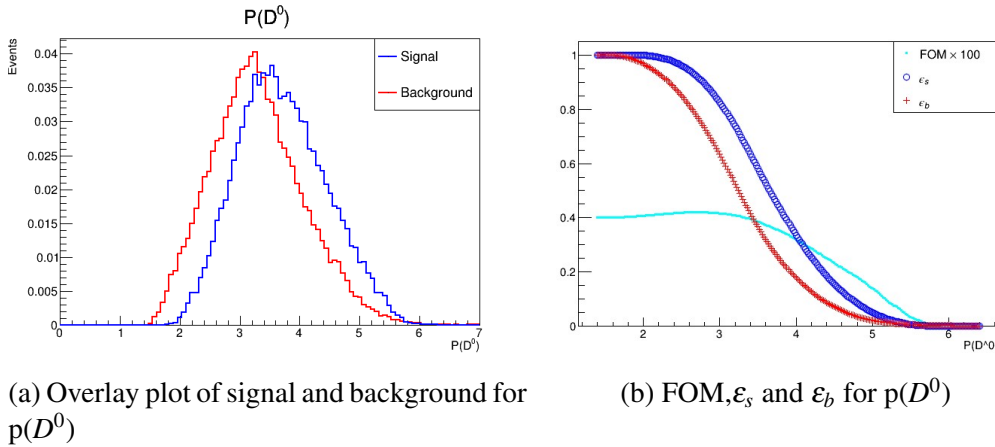 P(D⁰)
Events
0.04
0.035
0.03
0.025
0.02
0.015
0.01
0.005
0
0 1 2 3 4 5 6 7
P(D⁰)
Signal
Background
1
0.8
0.6
0.4
0.2
0
2 3 4 5 6
P(D^0
FOM × 100
ϵₛ
ϵ_b
(a) Overlay plot of signal and background for
p(D⁰)
(b) FOM,εₛ and ε_b for p(D⁰)